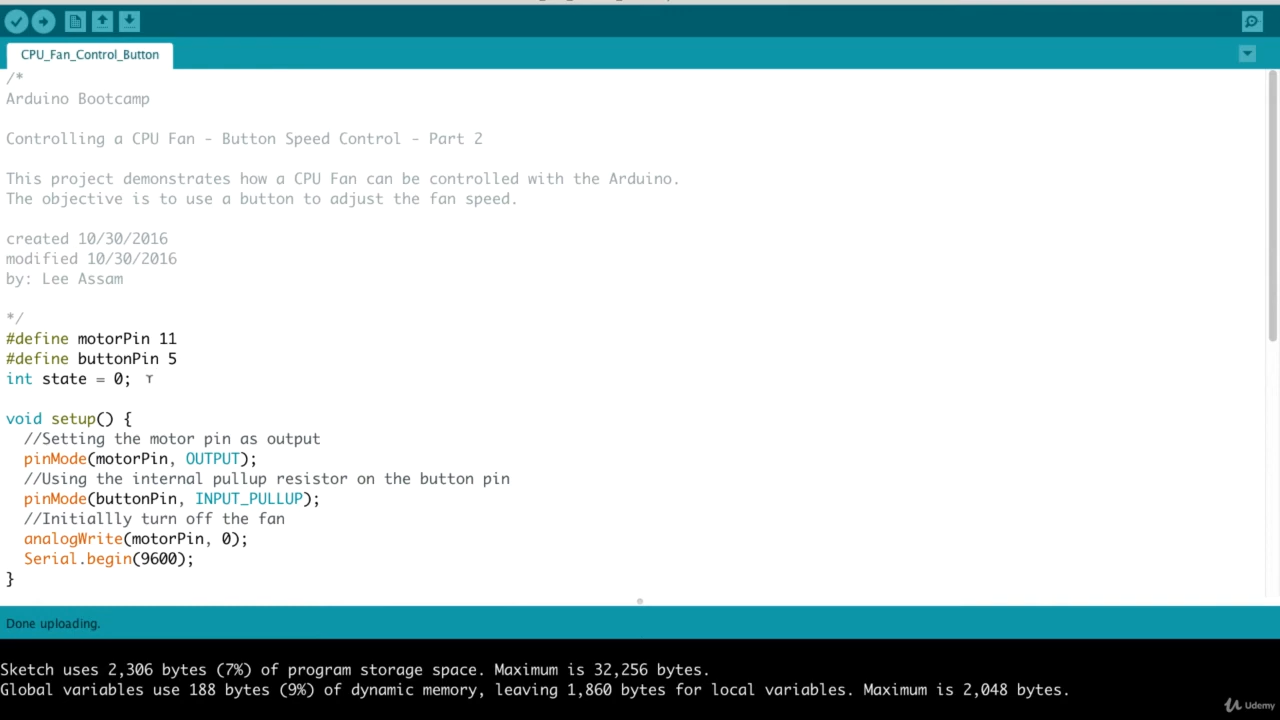 CPU_Fan_Control_Button
/*
Arduino Bootcamp
Controlling a CPU Fan - Button Speed Control - Part 2
This project demonstrates how a CPU Fan can be controlled with the Arduino.
The objective is to use a button to adjust the fan speed.
created 10/30/2016
modified 10/30/2016
by: Lee Assam
*/
#define motorPin 11
#define buttonPin 5
int state = 0;
void setup() {
//Setting the motor pin as output
pinMode(motorPin, OUTPUT);
//Using the internal pullup resistor on the button pin
pinMode(buttonPin, INPUT_PULLUP);
//Initiallly turn off the fan
analogWrite(motorPin, 0);
Serial.begin(9600);
}
Done uploading.
Sketch uses 2,306 bytes (7%) of program storage space. Maximum is 32,256 bytes.
Global variables use 188 bytes (9%) of dynamic memory, leaving 1,860 bytes for local variables. Maximum is 2,048 bytes.
Udemy